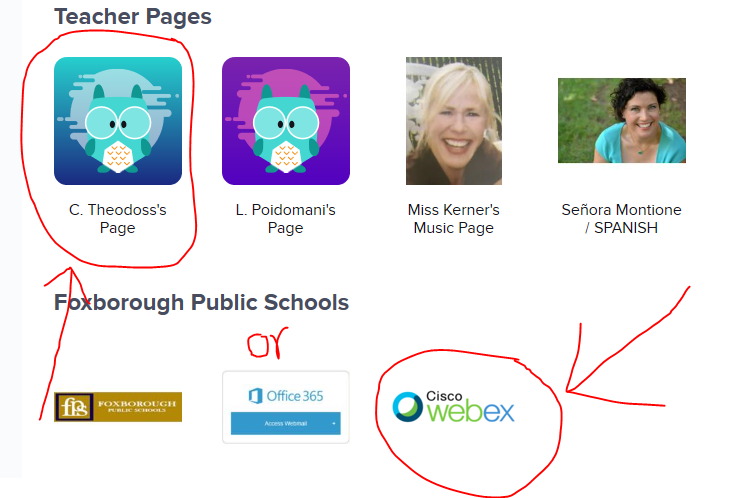 Teacher Pages
C. Theodoss's
Page
L. Poidomani's
Page
Miss Kerner's
Music Page
Señora Montione
/ SPANISH
Foxborough Public Schools
or
fps
FOXBOROUGH
PUBLIC SCHOOLS
Office 365
Access Webmail
Cisco
webex